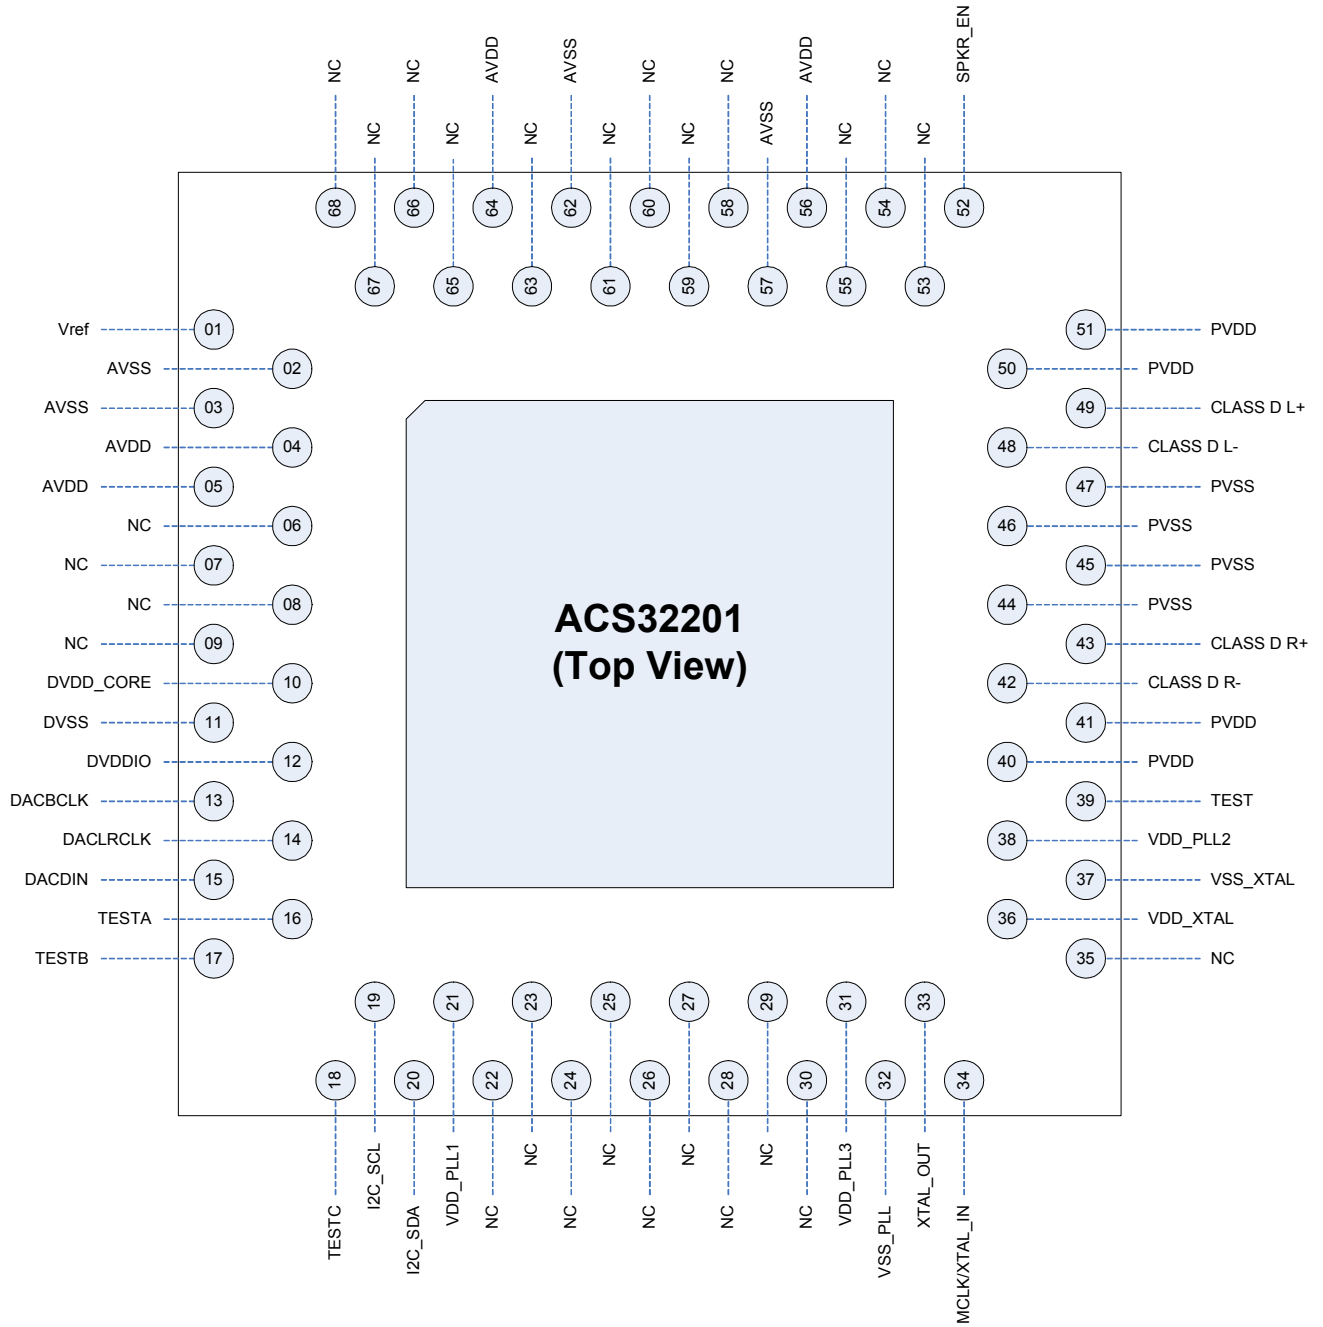 NC
NC
AVDD
AVSS
NC
NC
AVDD
NC
SPKR_EN
NC
NC
NC
NC
NC
AVSS
NC
NC
68
66
64
62
60
58
56
54
52
67
65
63
61
59
57
55
53
Vref
01
AVSS
02
AVSS
03
AVDD
04
AVDD
05
NC
06
NC
07
NC
08
NC
09
DVDD_CORE
10
DVSS
11
DVDDIO
12
DACBCLK
13
DACLRCLK
14
DACDIN
15
TESTA
16
TESTB
17
ACS32201
(Top View)
51
PVDD
50
PVDD
49
CLASS D L+
48
CLASS D L-
47
PVSS
46
PVSS
45
PVSS
44
PVSS
43
CLASS D R+
42
CLASS D R-
41
PVDD
40
PVDD
39
TEST
38
VDD_PLL2
37
VSS_XTAL
36
VDD_XTAL
35
NC
19
21
23
25
27
29
31
33
18
20
22
24
26
28
30
32
34
I2C_SCL
VDD_PLL1
NC
NC
NC
NC
VDD_PLL3
XTAL_OUT
TESTC
I2C_SDA
NC
NC
NC
NC
NC
VSS_PLL
MCLK/XTAL_IN